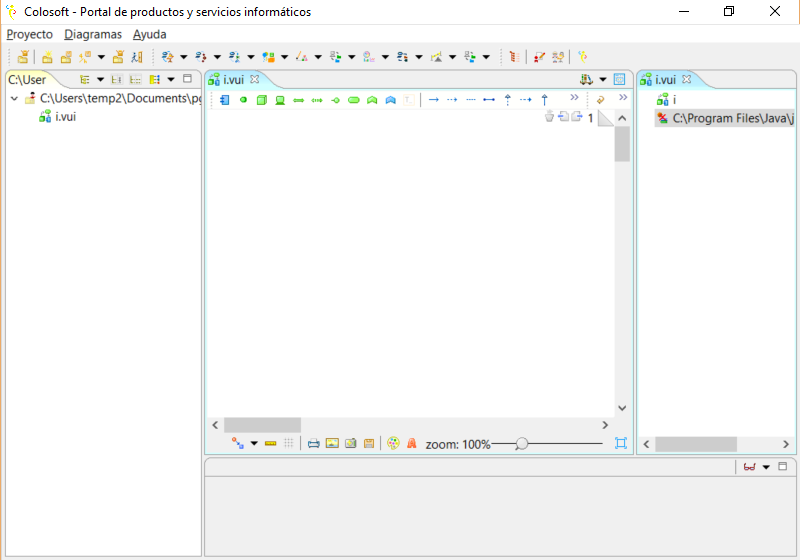 Colosoft - Portal de productos y servicios informáticos
Proyecto Diagramas Ayuda
C:\User
C:\Users\temp2\Documents\pg
i.vui
i.vui
1
zoom: 100%
i.vui
i
C:\Program Files\Java\j